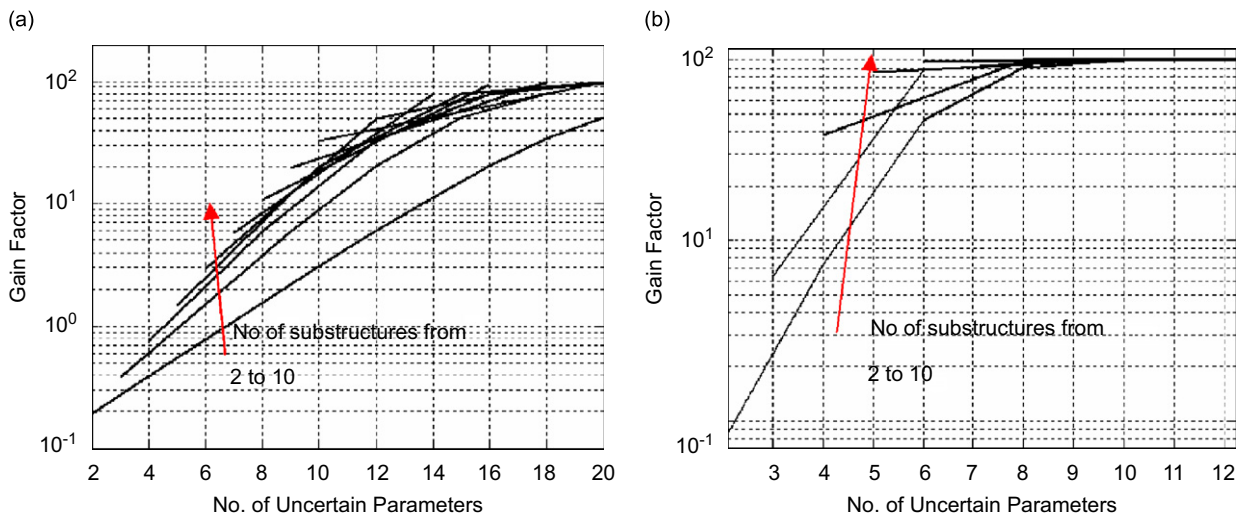 (a)
(b)
Gain Factor
10^2
10^1
10^0
10^-1
No of substructures from
2 to 10
2 4 6 8 10 12 14 16 18 20
No. of Uncertain Parameters
Gain Factor
10^2
10^1
10^-1
No of substructures from
2 to 10
3 4 5 6 7 8 9 10 11 12
No. of Uncertain Parameters